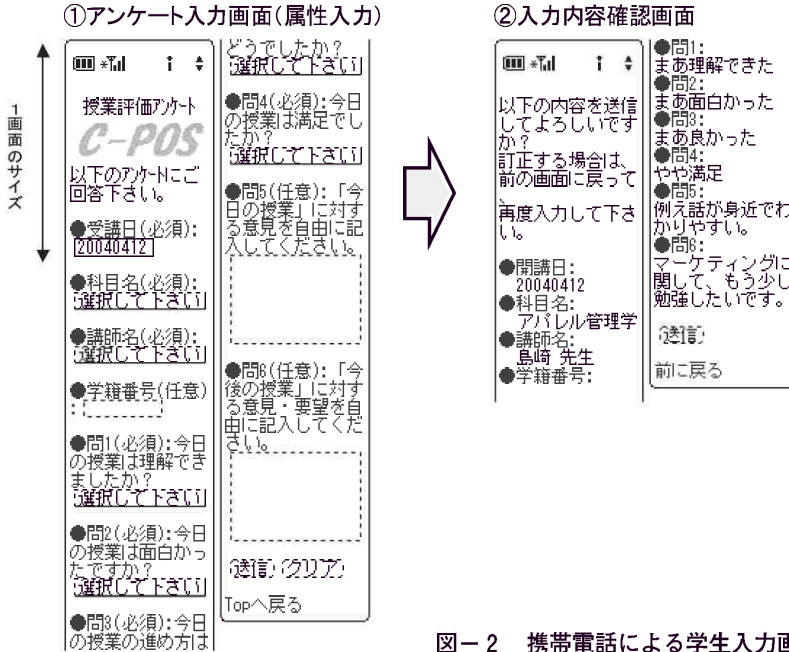 ①アンケート入力画面(属性入力)
1画面のサイズ
授業評価アンケート
C-POS
以下のアンケートにご
回答下さい。
●受講日(必須):
20040412
●科目名(必須):
選択して下さい
●講師名(必須):
選択して下さい
●学籍番号(任意)
:
●問1(必須):今日
の授業は理解でき
ましたか?
選択して下さい
●問2(必須):今日
の授業は面白かっ
たですか?
選択して下さい
●問3(必須):今日
の授業の進め方は
どうでしたか?
選択して下さい
●問4(必須):今日
の授業は満足でし
たか?
選択して下さい
●問5(任意):「今
日の授業」に対す
る意見を自由に記
入してください。
●問6(任意):「今
後の授業」に対す
る意見・要望を自
由に記入してくだ
さい。
送信 クリア
Topへ戻る
②入力内容確認画面
以下の内容を送信
してよろしいです
か?
訂正する場合は、
前の画面に戻って
、
再度入力して下さ
い。
●開講日:
20040412
●科目名:
アパレル管理学
●講師名:
島崎 先生
●学籍番号:
●問1:
まあ理解できた
●問2:
まあ面白かった
●問3:
まあ良かった
●問4:
やや満足
●問5:
例え話が身近でわ
かりやすい。
●問6:
マーケティングに
関して、もう少し
勉強したいです。
送信
前に戻る
図-2 携帯電話による学生入力画